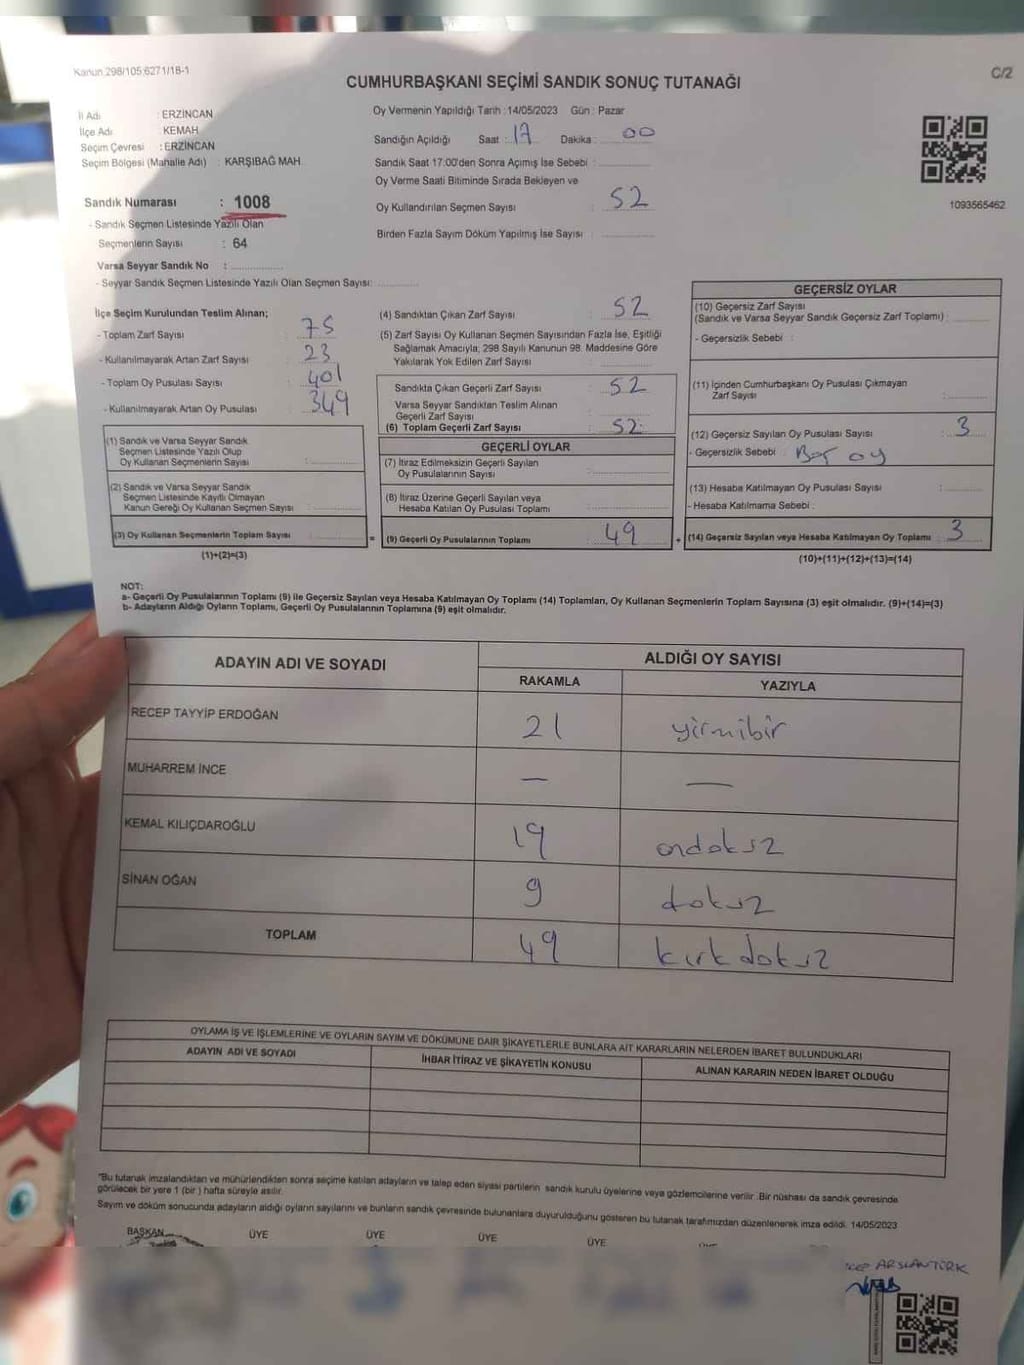 Kanun 298/105;6271/18-1
C/2
CUMHURBAŞKANI SEÇİMİ SANDIK SONUÇ TUTANAĞI
İl Adı : ERZİNCAN
İlçe Adı : KEMAH
Seçim Çevresi : ERZİNCAN
Seçim Bölgesi (Mahalle Adı) : KARŞIBAĞ MAH.
Sandık Numarası : 1008
- Sandık Seçmen Listesinde Yazılı Olan
Seçmenlerin Sayısı : 64
Varsa Seyyar Sandık No :
- Seyyar Sandık Seçmen Listesinde Yazılı Olan Seçmen Sayısı:
Oy Vermenin Yapıldığı Tarih : 14/05/2023 Gün : Pazar
Sandığın Açıldığı Saat : 17 Dakika : 00
Sandık Saat 17:00'den Sonra Açılmış İse Sebebi :
Oy Verme Saati Bitiminde Sırada Bekleyen ve
Oy Kullandırılan Seçmen Sayısı : 52
Birden Fazla Sayım Döküm Yapılmış İse Sayısı :
1093565462
İlçe Seçim Kurulundan Teslim Alınan;
- Toplam Zarf Sayısı : 75
- Kullanılmayarak Artan Zarf Sayısı : 23
- Toplam Oy Pusulası Sayısı : 401
- Kullanılmayarak Artan Oy Pusulası : 349
(1) Sandık ve Varsa Seyyar Sandık
Seçmen Listesinde Yazılı Olup
Oy Kullanan Seçmenlerin Sayısı :
(2) Sandık ve Varsa Seyyar Sandık
Seçmen Listesinde Kayıtlı Olmayan
Kanun Gereği Oy Kullanan Seçmen Sayısı :
(3) Oy Kullanan Seçmenlerin Toplam Sayısı :
(1)+(2)=(3)
(4) Sandıktan Çıkan Zarf Sayısı : 52
(5) Zarf Sayısı Oy Kullanan Seçmen Sayısından Fazla İse, Eşitliği
Sağlamak Amacıyla; 298 Sayılı Kanunun 98. Maddesine Göre
Yakılarak Yok Edilen Zarf Sayısı :
Sandıkta Çıkan Geçerli Zarf Sayısı : 52
Varsa Seyyar Sandıktan Teslim Alınan
Geçerli Zarf Sayısı :
(6) Toplam Geçerli Zarf Sayısı : 52
GEÇERLİ OYLAR
(7) İtiraz Edilmeksizin Geçerli Sayılan
Oy Pusulalarının Sayısı :
(8) İtiraz Üzerine Geçerli Sayılan veya
Hesaba Katılan Oy Pusulası Toplamı :
= (9) Geçerli Oy Pusulalarının Toplamı : 49
GEÇERSİZ OYLAR
(10) Geçersiz Zarf Sayısı
(Sandık ve Varsa Seyyar Sandık Geçersiz Zarf Toplamı) :
- Geçersizlik Sebebi :
(11) İçinden Cumhurbaşkanı Oy Pusulası Çıkmayan
Zarf Sayısı :
(12) Geçersiz Sayılan Oy Pusulası Sayısı : 3
- Geçersizlik Sebebi : Boş oy
(13) Hesaba Katılmayan Oy Pusulası Sayısı :
- Hesaba Katılmama Sebebi :
+ (14) Geçersiz Sayılan veya Hesaba Katılmayan Oy Toplamı : 3
(10)+(11)+(12)+(13)=(14)
NOT:
a- Geçerli Oy Pusulalarının Toplamı (9) ile Geçersiz Sayılan veya Hesaba Katılmayan Oy Toplamı (14) Toplamları, Oy Kullanan Seçmenlerin Toplam Sayısına (3) eşit olmalıdır. (9)+(14)=(3)
b- Adayların Aldığı Oyların Toplamı, Geçerli Oy Pusulalarının Toplamına (9) eşit olmalıdır.
ADAYIN ADI VE SOYADI ALDIĞI OY SAYISI
RAKAMLA YAZIYLA
RECEP TAYYİP ERDOĞAN 21 yirmibir
MUHARREM İNCE — —
KEMAL KILIÇDAROĞLU 19 ondoksz
SİNAN OĞAN 9 doksz
TOPLAM 49 kırkdoksz
OYLAMA İŞ VE İŞLEMLERİNE VE OYLARIN SAYIM VE DÖKÜMÜNE DAİR ŞİKAYETLERLE BUNLARA AİT KARARLARIN NELERDEN İBARET BULUNDUKLARI
ADAYIN ADI VE SOYADI İHBAR İTİRAZ VE ŞİKAYETİN KONUSU ALINAN KARARIN NEDEN İBARET OLDUĞU
"Bu tutanak imzalandıktan ve mühürlendikten sonra seçime katılan adayların ve talep eden siyasi partilerin sandık kurulu üyelerine veya gözlemcilerine verilir. Bir nüshası da sandık çevresinde
görülecek bir yere 1 (bir) hafta süreyle asılır.
Sayım ve döküm sonucunda adayların aldığı oyların sayılarını ve bunların sandık çevresinde bulunanlara duyurulduğunu gösteren bu tutanak tarafımızdan düzenlenerek imza edildi. 14/05/2023
BAŞKAN ÜYE ÜYE ÜYE ÜYE
ARSLANTÜRK